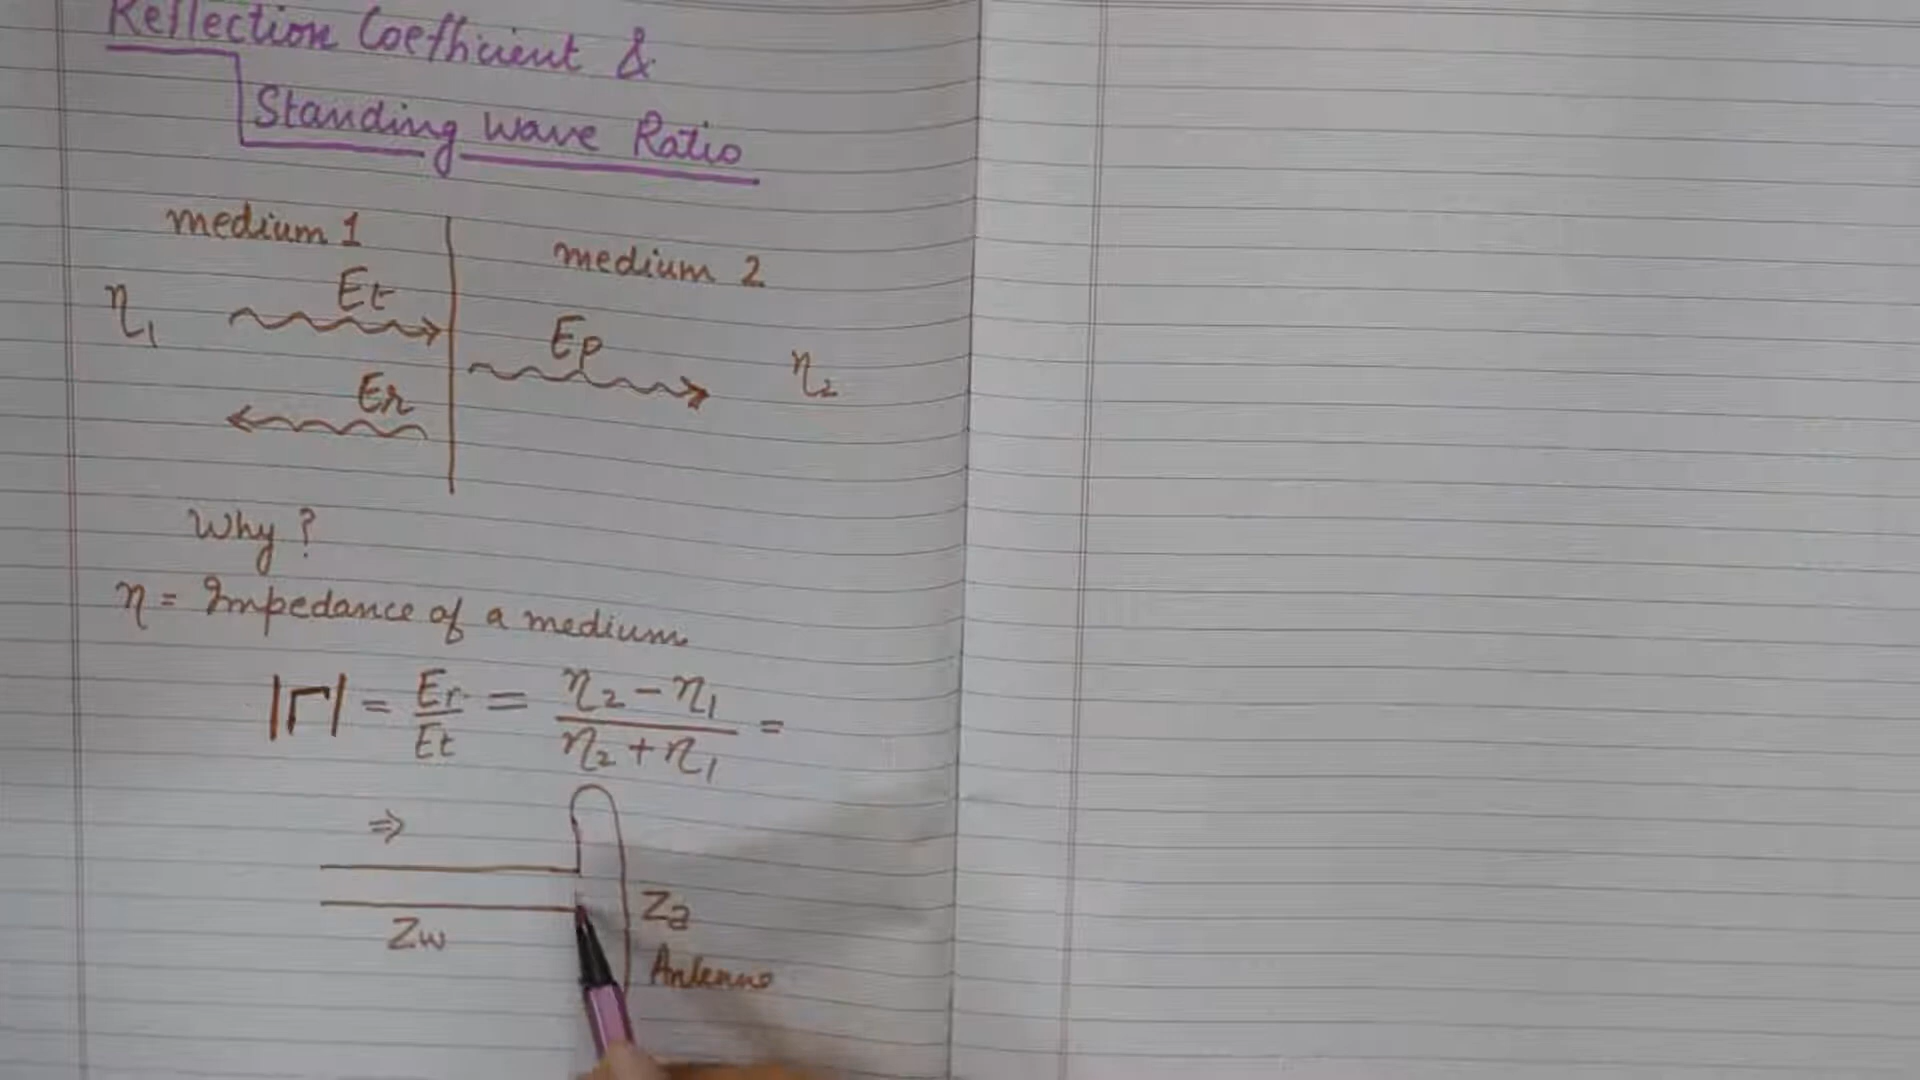 Reflection Coefficient &
Standing Wave Ratio
medium 1
medium 2
η₁
Et
Ep
η₂
Er
Why?
η = Impedance of a medium
|Γ| = Er/Et = (η₂ - η₁)/(η₂ + η₁) =
⇒
Zw
Za
Antenna